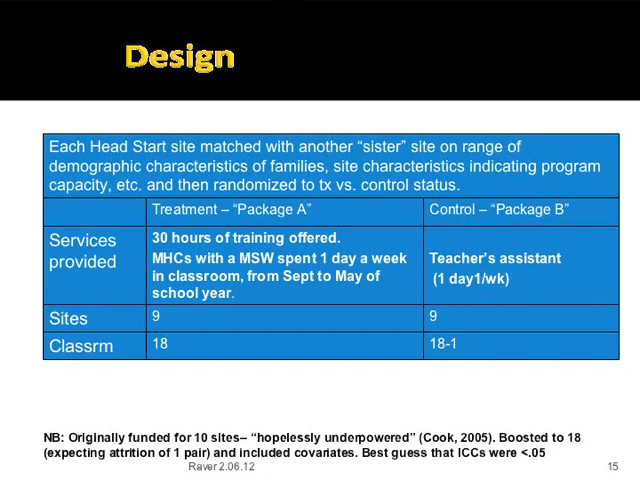 Design
Each Head Start site matched with another “sister” site on range of
demographic characteristics of families, site characteristics indicating program
capacity, etc. and then randomized to tx vs. control status.
Treatment – “Package A”
Control – “Package B”
Services
provided
30 hours of training offered.
MHCs with a MSW spent 1 day a week
in classroom, from Sept to May of
school year.
Teacher’s assistant
(1 day1/wk)
Sites
9
9
Classrm
18
18-1
NB: Originally funded for 10 sites– “hopelessly underpowered” (Cook, 2005). Boosted to 18
(expecting attrition of 1 pair) and included covariates. Best guess that ICCs were <.05
Raver 2.06.12
15